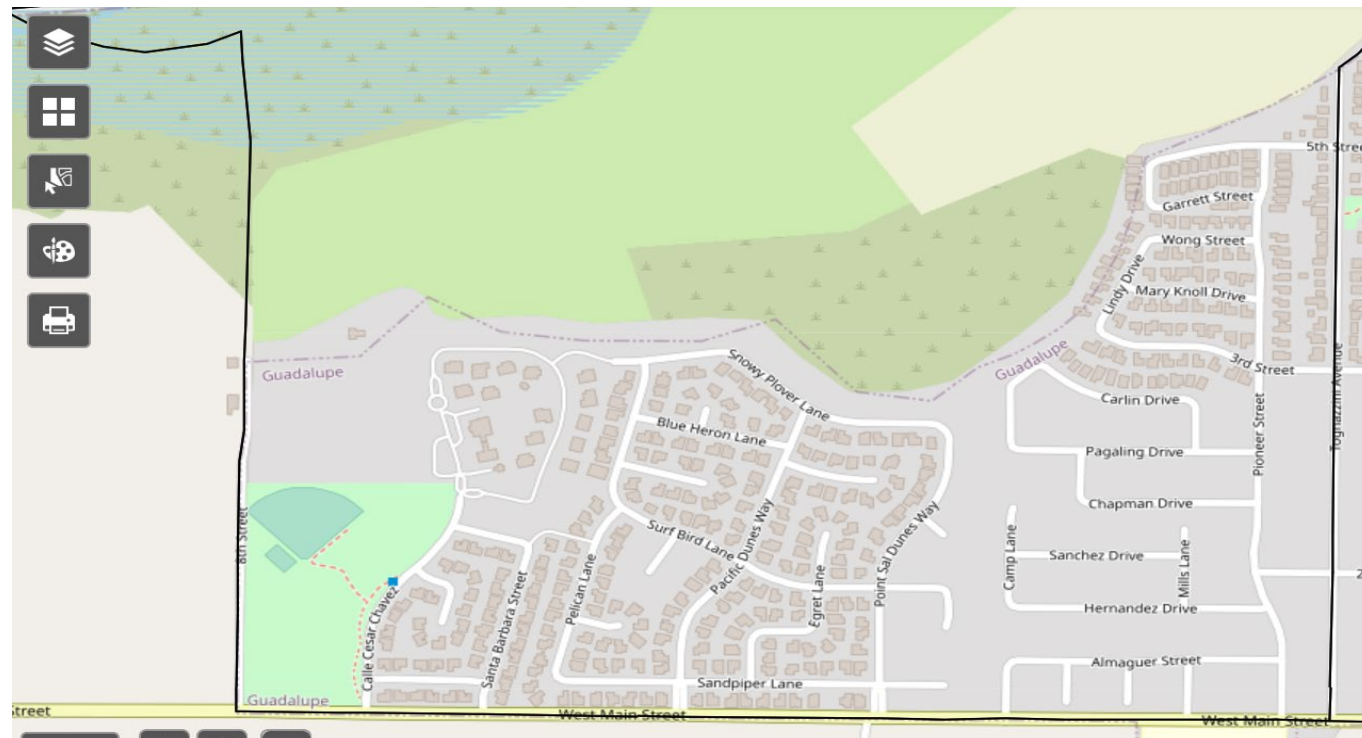 5th Stree
Garrett Street
Wong Street
Lindy Drive
Mary Knoll Drive
3rd Street
Tognazzini Avenue
Guadalupe
Guadalupe
Snowy Plover Lane
Carlin Drive
Blue Heron Lane
Pioneer Street
Pagaling Drive
Chapman Drive
8th Street
Surf Bird Lane
Pacific Dunes Way
Point Sal Dunes Way
Camp Lane
Sanchez Drive
Mills Lane
2
Pelican Lane
Egret Lane
Santa Barbara Street
Calle Cesar Chavez
Hernandez Drive
Almaguer Street
Sandpiper Lane
Guadalupe
Street
West Main Street
West Main Street